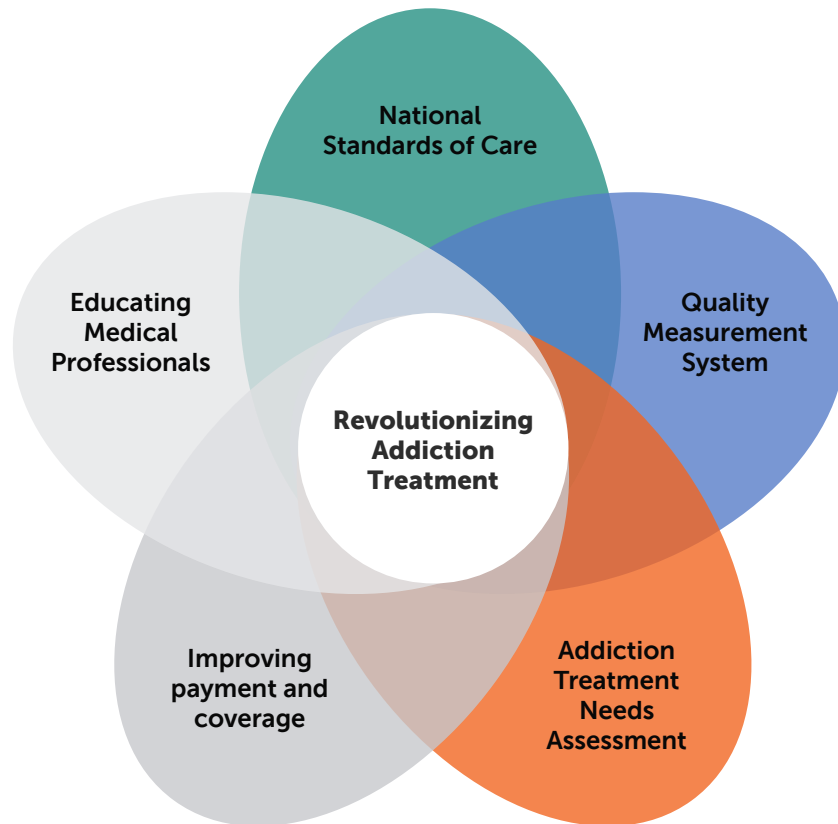 National
Standards of Care
Educating
Medical
Professionals
Quality
Measurement
System
Revolutionizing
Addiction
Treatment
Improving
payment and
coverage
Addiction
Treatment
Needs
Assessment